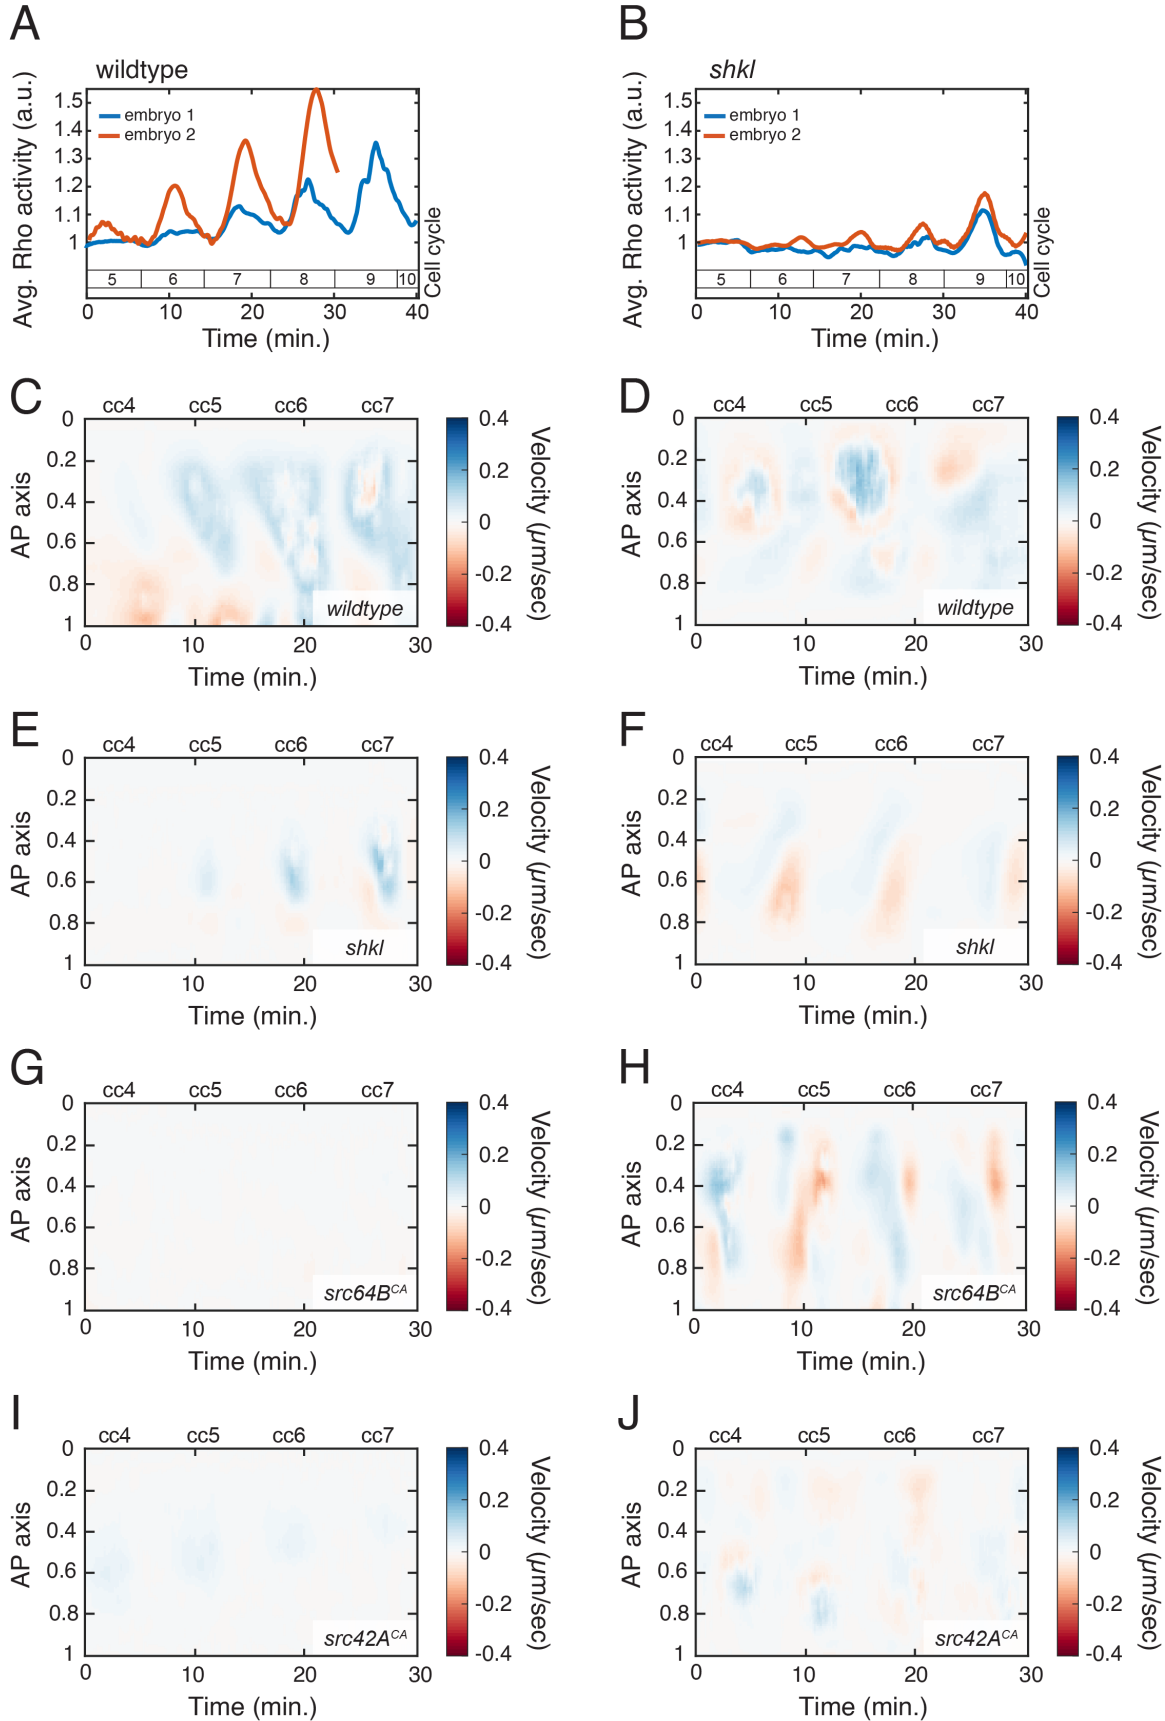 A
wildtype
Avg. Rho activity (a.u.)
1.5
1.4
1.3
1.2
1.1
1
embryo 1
embryo 2
5 6 7 8 9 10
Cell cycle
0 10 20 30 40
Time (min.)
B
shkl
Avg. Rho activity (a.u.)
1.5
1.4
1.3
1.2
1.1
1
embryo 1
embryo 2
5 6 7 8 9 10
Cell cycle
0 10 20 30 40
Time (min.)
C
cc4 cc5 cc6 cc7
AP axis
0
0.2
0.4
0.6
0.8
1
wildtype
0 10 20 30
Time (min.)
0.4
0.2
0
-0.2
-0.4
Velocity (µm/sec)
D
cc4 cc5 cc6 cc7
AP axis
0
0.2
0.4
0.6
0.8
1
wildtype
0 10 20 30
Time (min.)
0.4
0.2
0
-0.2
-0.4
Velocity (µm/sec)
E
cc4 cc5 cc6 cc7
AP axis
0
0.2
0.4
0.6
0.8
1
shkl
0 10 20 30
Time (min.)
0.4
0.2
0
-0.2
-0.4
Velocity (µm/sec)
F
cc4 cc5 cc6 cc7
AP axis
0
0.2
0.4
0.6
0.8
1
shkl
0 10 20 30
Time (min.)
0.4
0.2
0
-0.2
-0.4
Velocity (µm/sec)
G
cc4 cc5 cc6 cc7
AP axis
0
0.2
0.4
0.6
0.8
1
src64B^CA
0 10 20 30
Time (min.)
0.4
0.2
0
-0.2
-0.4
Velocity (µm/sec)
H
cc4 cc5 cc6 cc7
AP axis
0
0.2
0.4
0.6
0.8
1
src64B^CA
0 10 20 30
Time (min.)
0.4
0.2
0
-0.2
-0.4
Velocity (µm/sec)
I
cc4 cc5 cc6 cc7
AP axis
0
0.2
0.4
0.6
0.8
1
src42A^CA
0 10 20 30
Time (min.)
0.4
0.2
0
-0.2
-0.4
Velocity (µm/sec)
J
cc4 cc5 cc6 cc7
AP axis
0
0.2
0.4
0.6
0.8
1
src42A^CA
0 10 20 30
Time (min.)
0.4
0.2
0
-0.2
-0.4
Velocity (µm/sec)